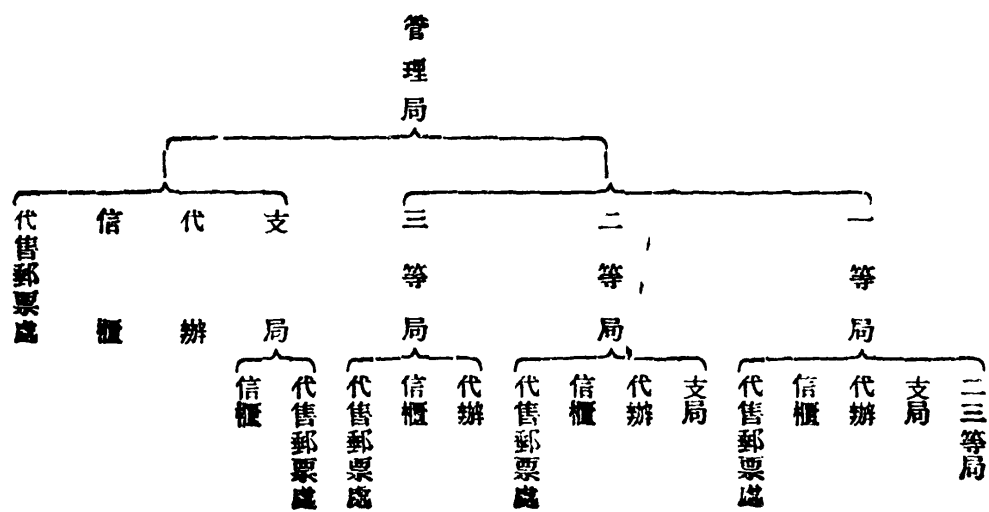 管理局
一等局
二等局
三等局
支局
代辦
信櫃
代售郵票處
二三等局
支局
代辦
信櫃
代售郵票處
支局
代辦
信櫃
代售郵票處
代辦
信櫃
代售郵票處
代售郵票處
信櫃